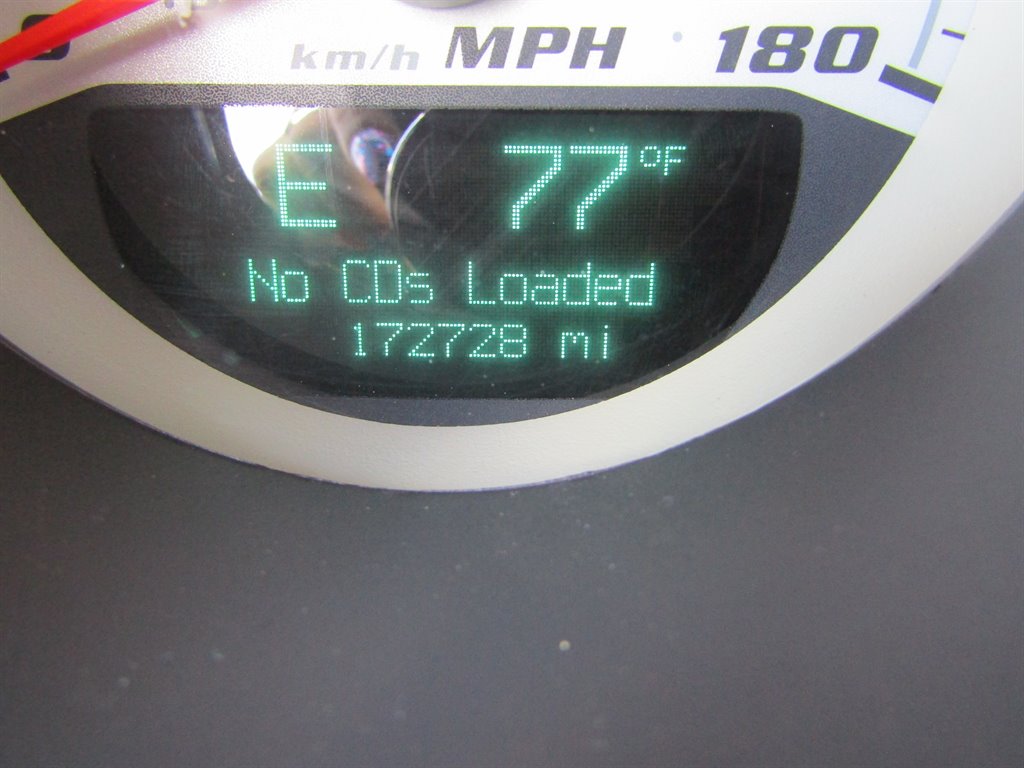 km/h MPH 180
E 77 °F
No CDs Loaded
172728 mi